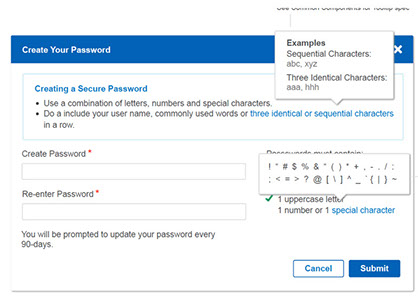 See Common Components for Tooltip spec
Create Your Password
Examples
Sequential Characters:
abc, xyz
Three Identical Characters:
aaa, hhh
Creating a Secure Password
Use a combination of letters, numbers and special characters.
Do a include your user name, commonly used words or three identical or sequential characters
in a row.
Create Password *
Passwords must contain:
! " # $ % & " ( ) * + , - . / :
; < = > ? @ [ \ ] ^ _ ` { | } ~
Re-enter Password *
1 uppercase letter
1 number or 1 special character
You will be prompted to update your password every
90-days.
Cancel
Submit